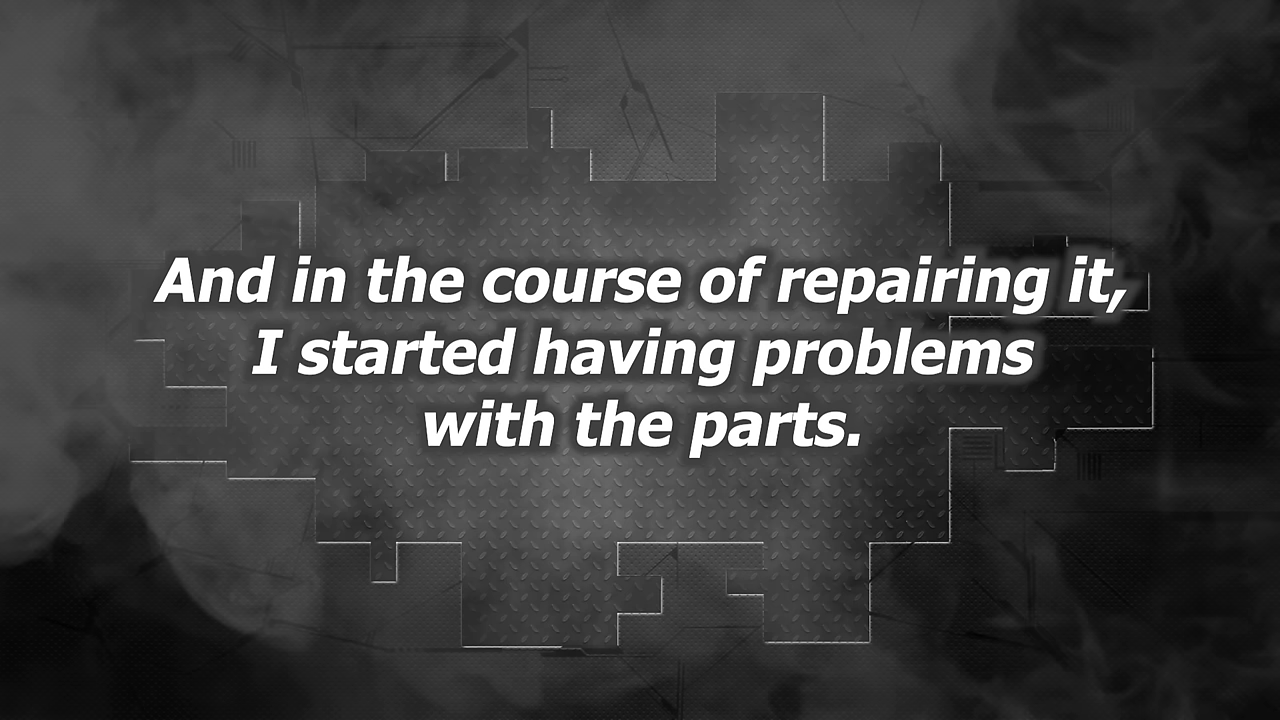 And in the course of repairing it,
I started having problems
with the parts.